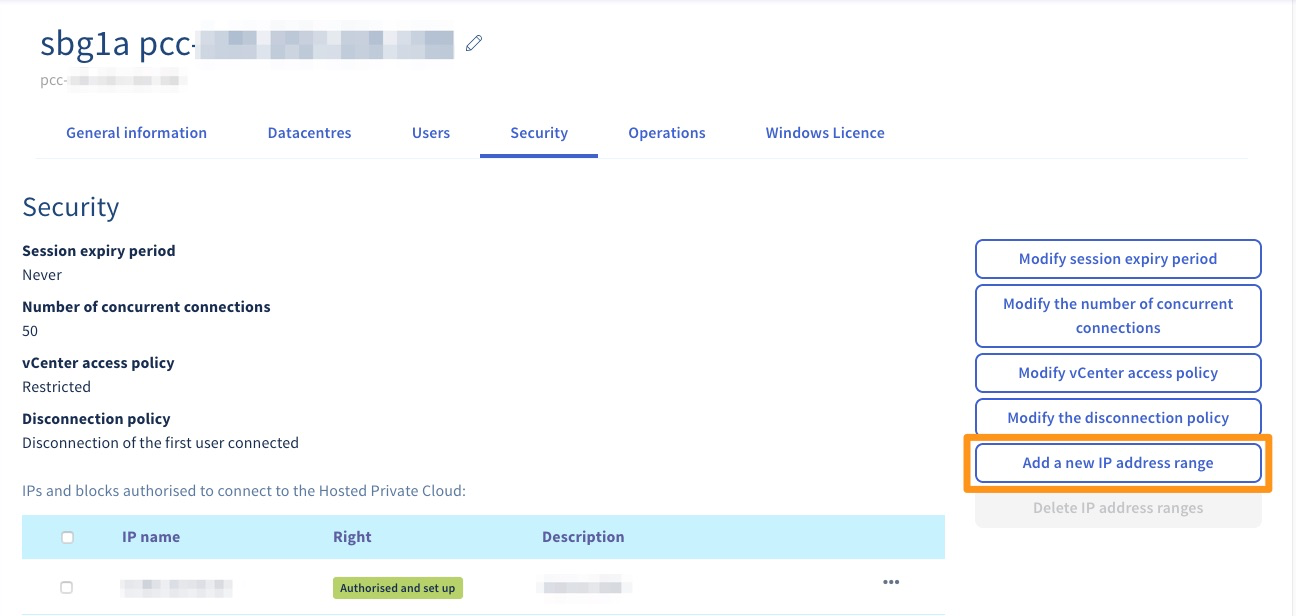 sbg1a pcc-
pcc-
General information
Datacentres
Users
Security
Operations
Windows Licence
Security
Session expiry period
Never
Number of concurrent connections
50
vCenter access policy
Restricted
Disconnection policy
Disconnection of the first user connected
IPs and blocks authorised to connect to the Hosted Private Cloud:
IP name
Right
Description
Authorised and set up
•••
Modify session expiry period
Modify the number of concurrent
connections
Modify vCenter access policy
Modify the disconnection policy
Add a new IP address range
Delete IP address ranges